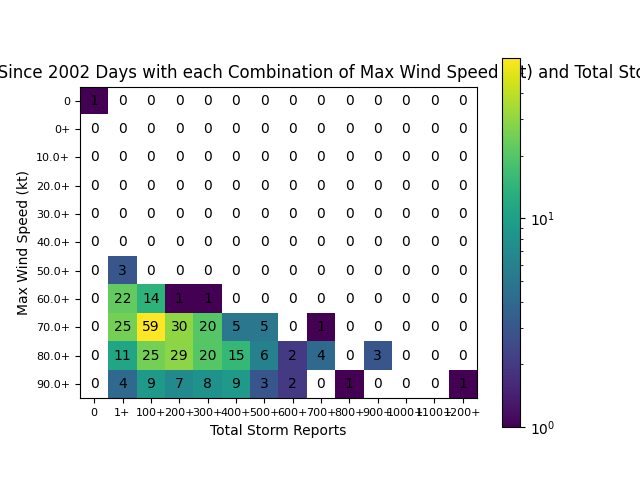 Since 2002 Days with each Combination of Max Wind Speed (kt) and Total
0 1 0 0 0 0 0 0 0 0 0 0 0 0 0
0+ 0 0 0 0 0 0 0 0 0 0 0 0 0 0
10.0+ 0 0 0 0 0 0 0 0 0 0 0 0 0 0
20.0+ 0 0 0 0 0 0 0 0 0 0 0 0 0 0
30.0+ 0 0 0 0 0 0 0 0 0 0 0 0 0 0
40.0+ 0 0 0 0 0 0 0 0 0 0 0 0 0 0
50.0+ 0 3 0 0 0 0 0 0 0 0 0 0 0 0
60.0+ 0 22 14 1 1 0 0 0 0 0 0 0 0 0
70.0+ 0 25 59 30 20 5 5 0 1 0 0 0 0 0
80.0+ 0 11 25 29 20 15 6 2 4 0 3 0 0 0
90.0+ 0 4 9 7 8 9 3 2 0 1 0 0 0 1
0 1+ 100+ 200+ 300+ 400+ 500+ 600+ 700+ 800+ 900+ 1000+ 1100+ 1200+
Total Storm Reports
Max Wind Speed (kt)
10¹
10⁰